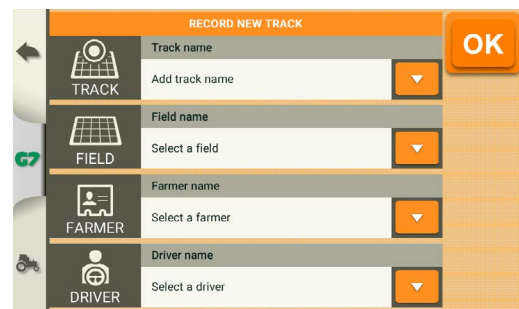 RECORD NEW TRACK
OK
Track name
TRACK
Add track name
Field name
FIELD
Select a field
G7
Farmer name
FARMER
Select a farmer
Driver name
DRIVER
Select a driver